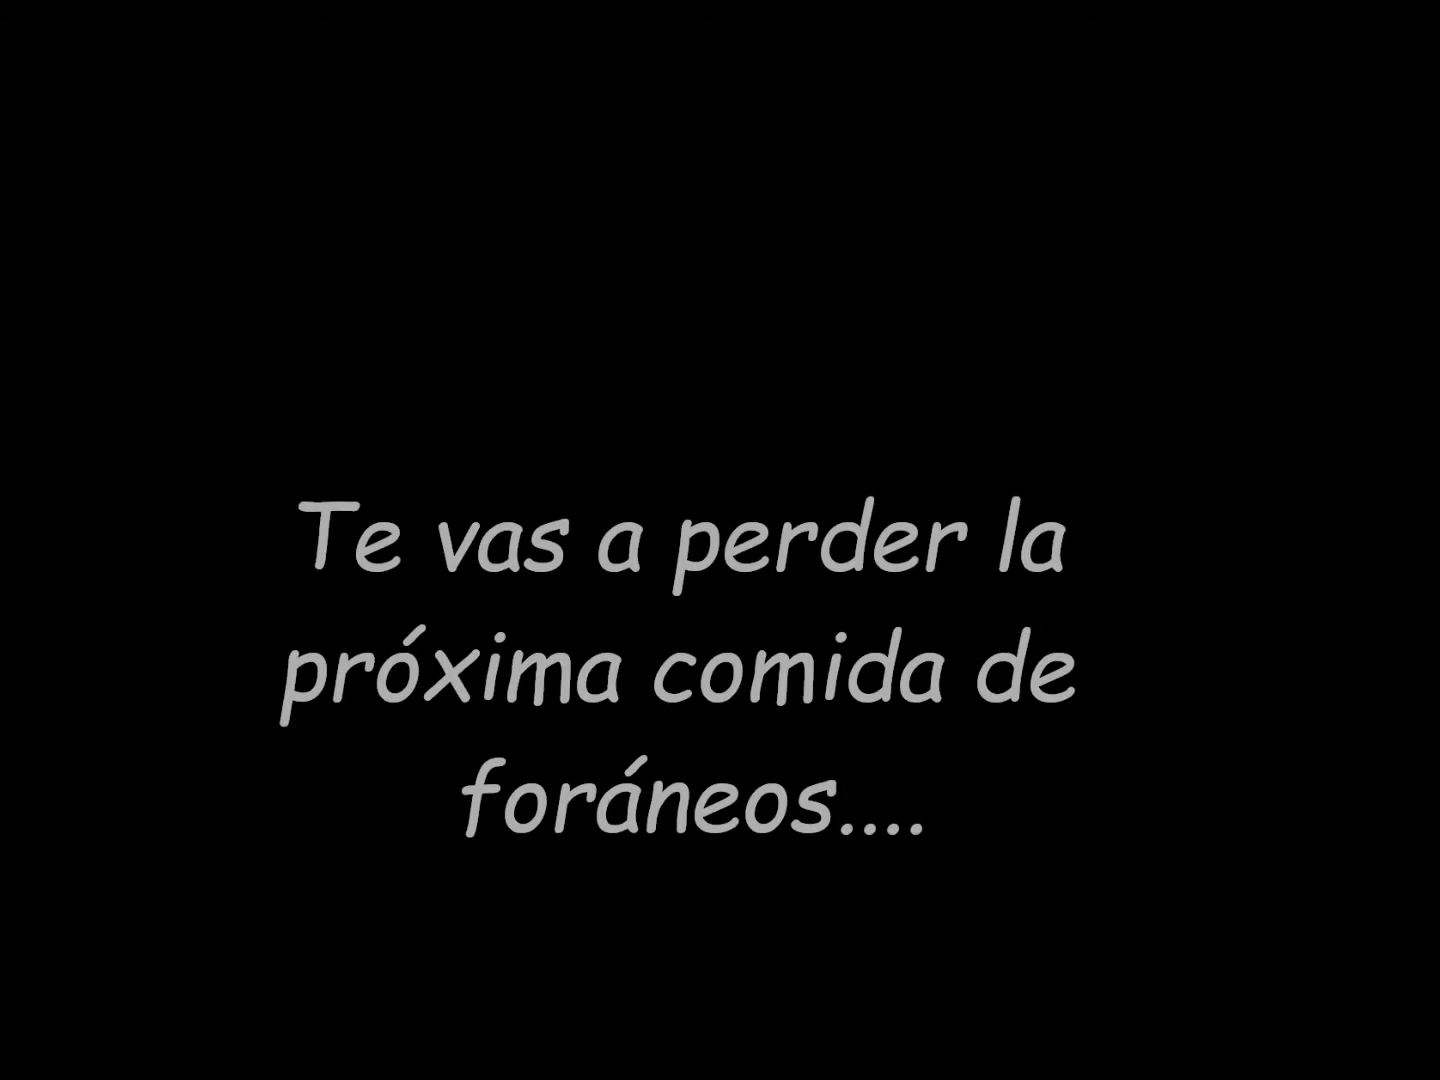 Te vas a perder la
próxima comida de
foráneos....